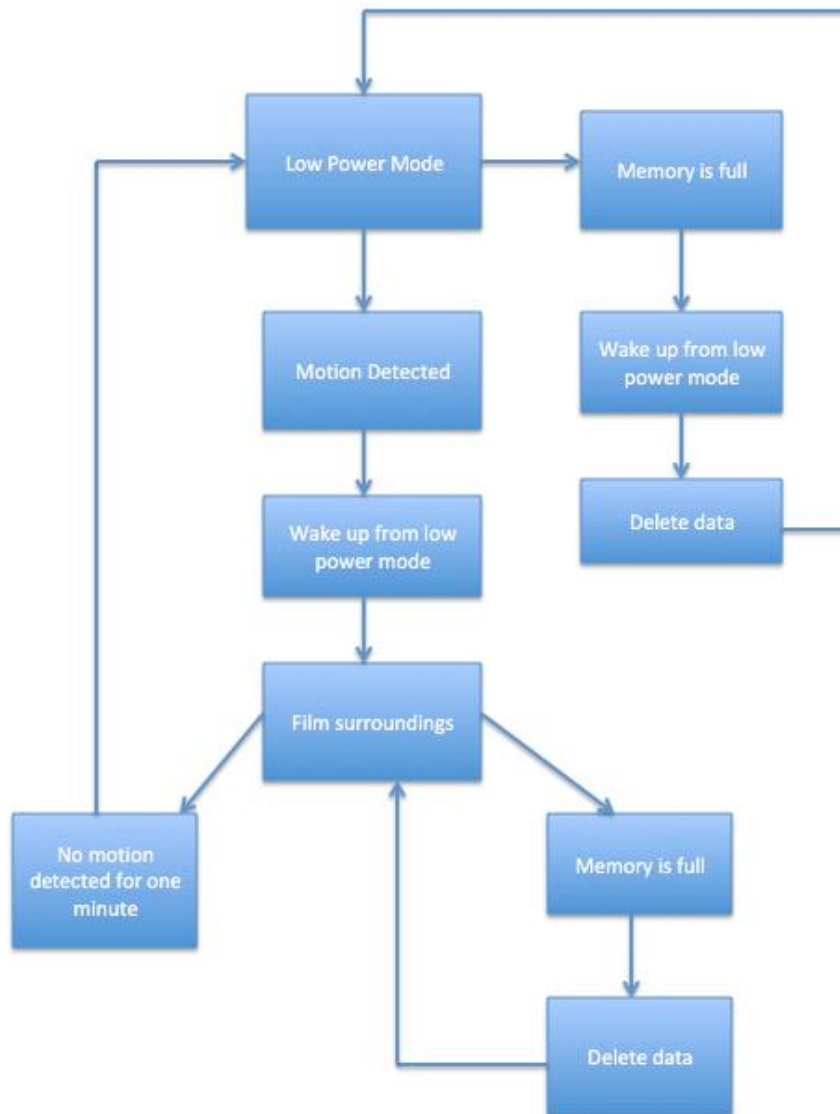 Low Power Mode
Memory is full
Motion Detected
Wake up from low
power mode
Delete data
Wake up from low
power mode
Film surroundings
No motion
detected for one
minute
Memory is full
Delete data